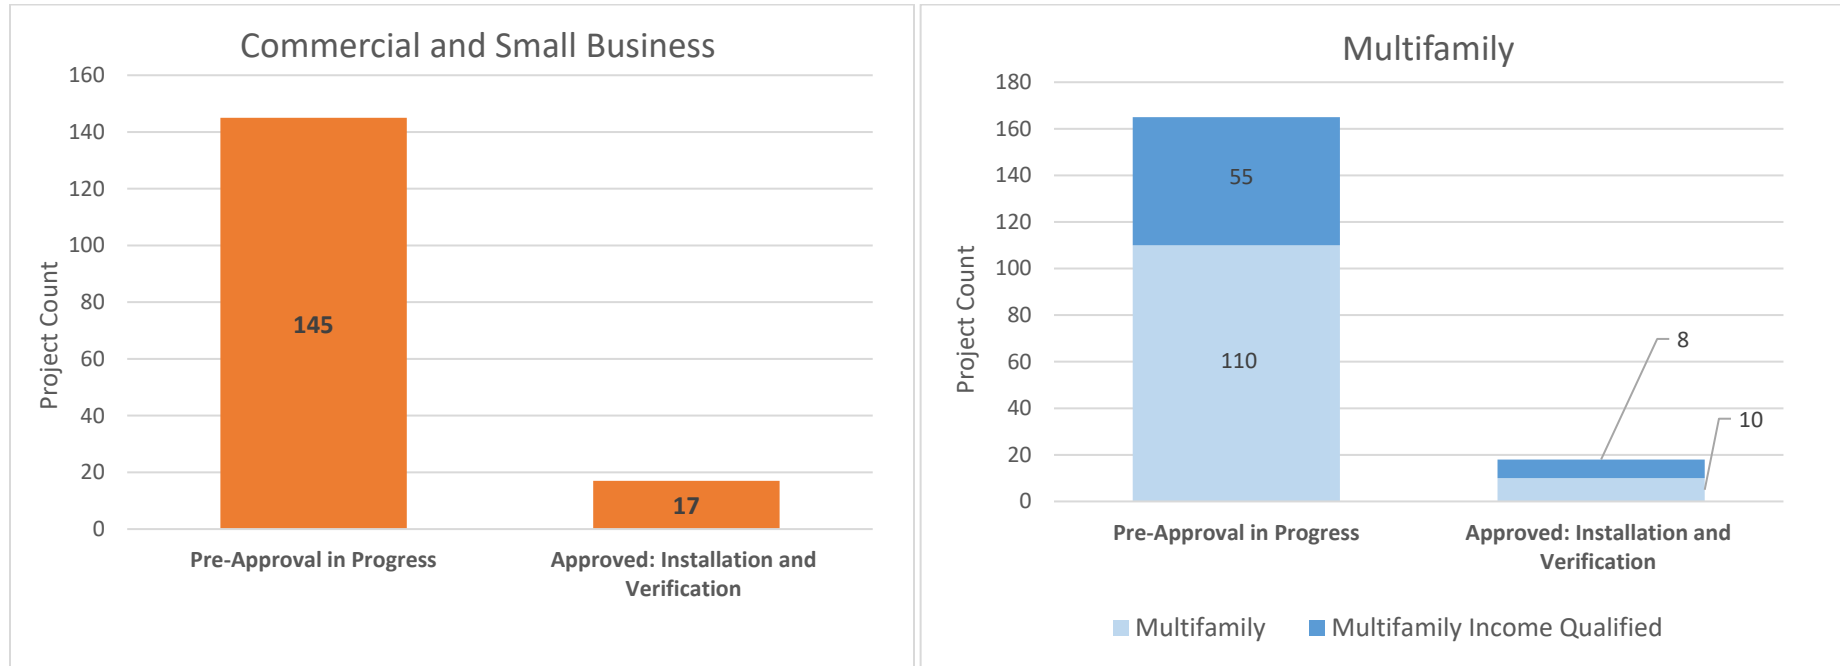 Commercial and Small Business
160
140
120
100
80
60
40
20
0
Project Count
145
17
Pre-Approval in Progress
Approved: Installation and
Verification
Multifamily
180
160
140
120
100
80
60
40
20
0
Project Count
55
110
8
10
Pre-Approval in Progress
Approved: Installation and
Verification
Multifamily
Multifamily Income Qualified